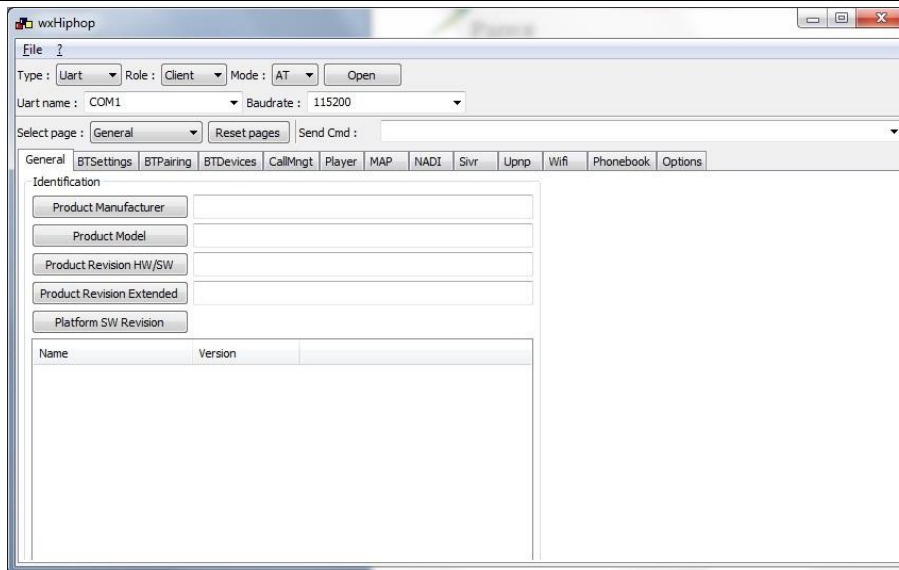 wxHiphop
File ?
Type : Uart Role : Client Mode : AT Open
Uart name : COM1 Baudrate : 115200
Select page : General Reset pages Send Cmd :
General BTSettings BTPairing BTDevices CallMngt Player MAP NADI Sivr Upnp Wifi Phonebook Options
Identification
Product Manufacturer
Product Model
Product Revision HW/SW
Product Revision Extended
Platform SW Revision
Name Version